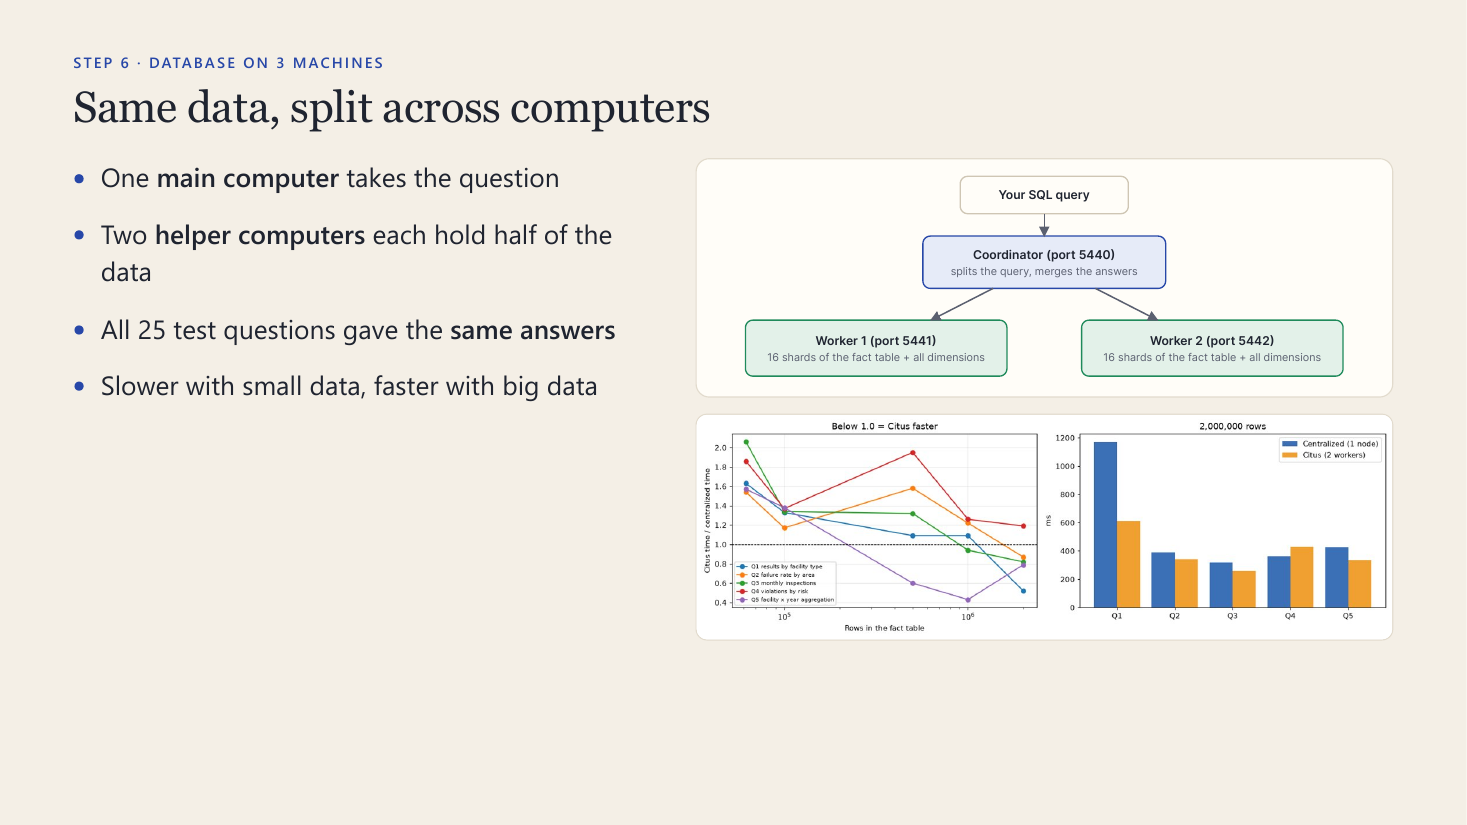 STEP 6 · DATABASE ON 3 MACHINES
Same data, split across computers
One main computer takes the question
Two helper computers each hold half of the
data
All 25 test questions gave the same answers
Slower with small data, faster with big data
Your SQL query
Coordinator (port 5440)
splits the query, merges the answers
Worker 1 (port 5441)
16 shards of the fact table + all dimensions
Worker 2 (port 5442)
16 shards of the fact table + all dimensions
Below 1.0 = Citus faster
Citus time / centralized time
2.0
1.8
1.6
1.4
1.2
1.0
0.8
0.6
0.4
Q1 results by facility type
Q2 failure rate by area
Q3 monthly inspections
Q4 violations by risk
Q5 facility × year aggregation
10⁵
10⁶
Rows in the fact table
2,000,000 rows
ms
1200
1000
800
600
400
200
0
Centralized (1 node)
Citus (2 workers)
Q1
Q2
Q3
Q4
Q5